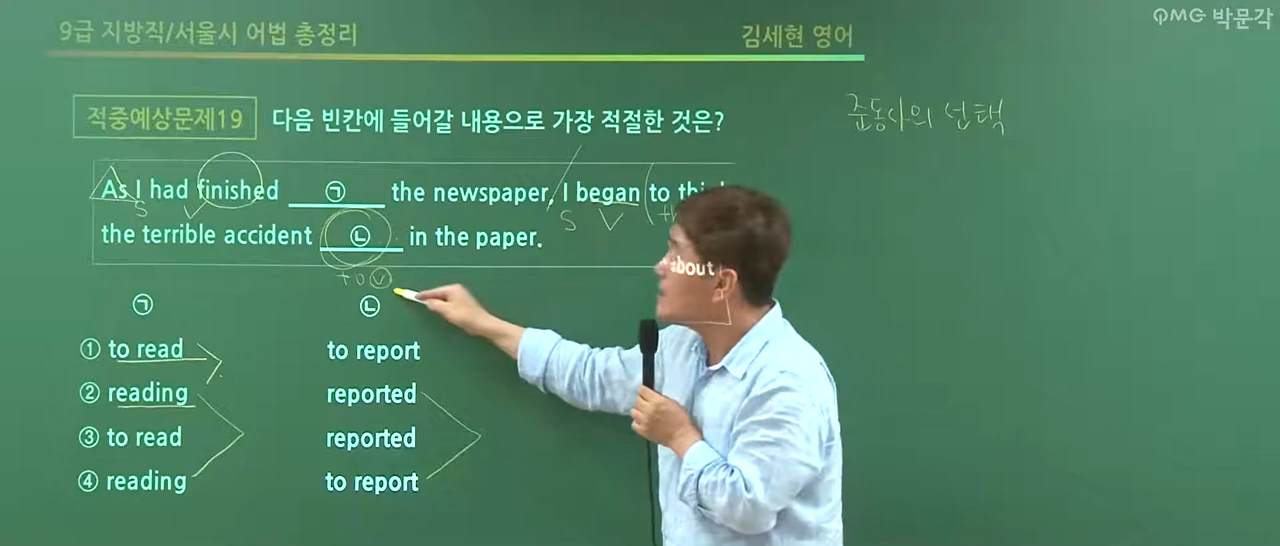 QMG 박문각
9급 지방직/서울시 어법 총정리
김세현 영어
준동사의 선택
적중예상문제19 다음 빈칸에 들어갈 내용으로 가장 적절한 것은?
As I had finished ㉠ the newspaper, I began to
S V S V
about
the terrible accident ㉡ in the paper.
to V
㉠ ㉡
① to read to report
② reading reported
③ to read reported
④ reading to report